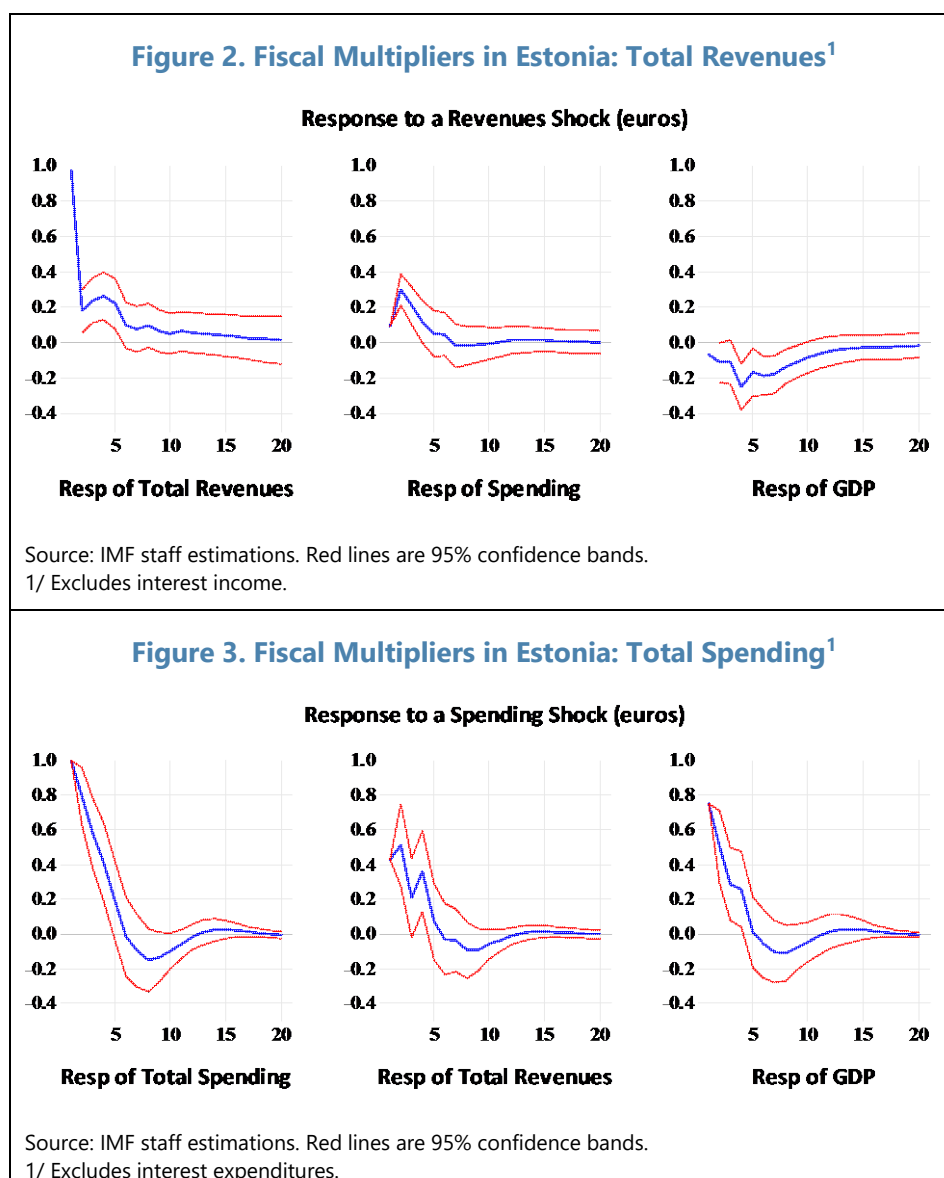 Figure 2. Fiscal Multipliers in Estonia: Total Revenues¹
Response to a Revenues Shock (euros)
1.0 1.0 1.0
0.8 0.8 0.8
0.6 0.6 0.6
0.4 0.4 0.4
0.2 0.2 0.2
0.0 0.0 0.0
–0.2 –0.2 –0.2
–0.4 –0.4 –0.4
5 10 15 20 5 10 15 20 5 10 15 20
Resp of Total Revenues Resp of Spending Resp of GDP
Source: IMF staff estimations. Red lines are 95% confidence bands.
1/ Excludes interest income.
Figure 3. Fiscal Multipliers in Estonia: Total Spending¹
Response to a Spending Shock (euros)
1.0 1.0 1.0
0.8 0.8 0.8
0.6 0.6 0.6
0.4 0.4 0.4
0.2 0.2 0.2
0.0 0.0 0.0
–0.2 –0.2 –0.2
–0.4 –0.4 –0.4
5 10 15 20 5 10 15 20 5 10 15 20
Resp of Total Spending Resp of Total Revenues Resp of GDP
Source: IMF staff estimations. Red lines are 95% confidence bands.
1/ Excludes interest expenditures.